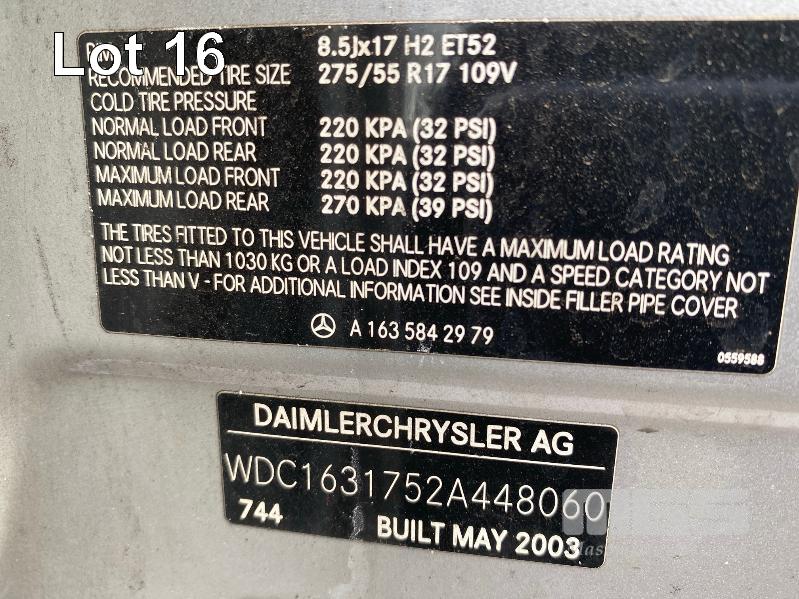 Lot 16
8.5Jx17 H2 ET52
RECOMMENDED TIRE SIZE 275/55 R17 109V
COLD TIRE PRESSURE
NORMAL LOAD FRONT 220 KPA (32 PSI)
NORMAL LOAD REAR 220 KPA (32 PSI)
MAXIMUM LOAD FRONT 220 KPA (32 PSI)
MAXIMUM LOAD REAR 270 KPA (39 PSI)
THE TIRES FITTED TO THIS VEHICLE SHALL HAVE A MAXIMUM LOAD RATING
NOT LESS THAN 1030 KG OR A LOAD INDEX 109 AND A SPEED CATEGORY NOT
LESS THAN V - FOR ADDITIONAL INFORMATION SEE INSIDE FILLER PIPE COVER
A 163 584 29 79
0559588
DAIMLERCHRYSLER AG
WDC1631752A448060
744 BUILT MAY 2003